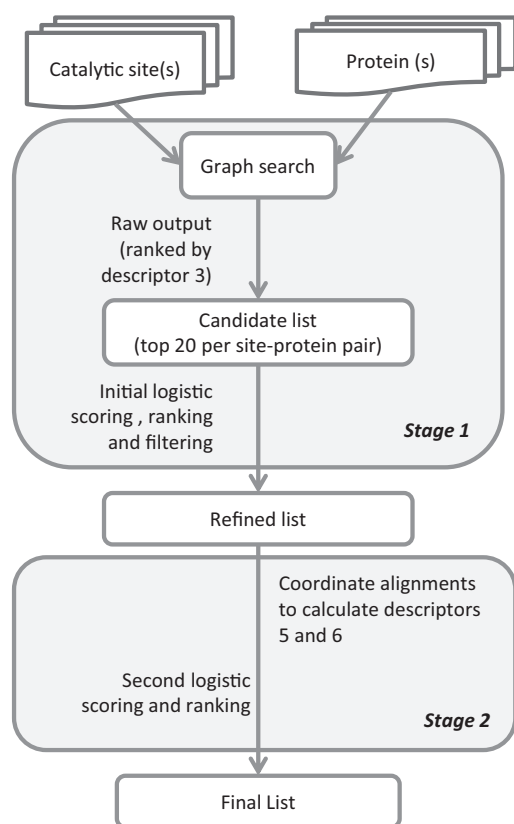 Catalytic site(s)
Protein (s)
Graph search
Raw output
(ranked by
descriptor 3)
Candidate list
(top 20 per site-protein pair)
Initial logistic
scoring , ranking
and filtering
Stage 1
Refined list
Coordinate alignments
to calculate descriptors
5 and 6
Second logistic
scoring and ranking
Stage 2
Final List